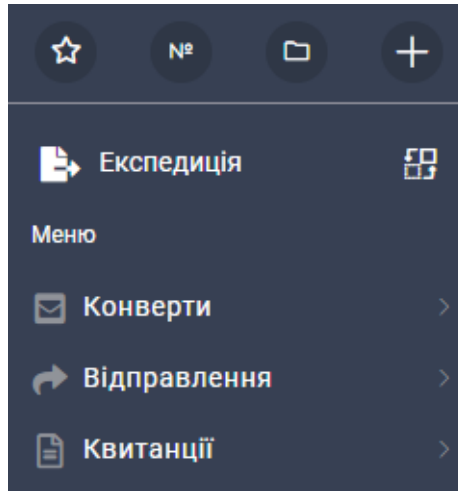 №
Експедиція
Меню
Конверти
Відправлення
Квитанції